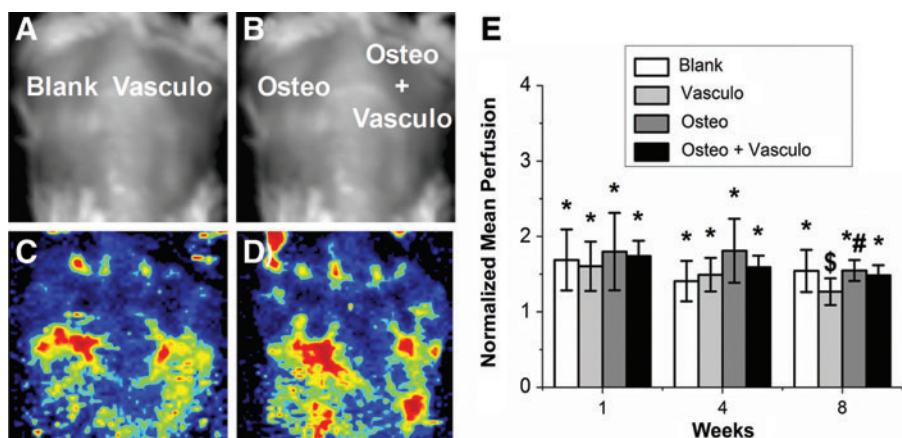 A
Blank Vasculo
B
Osteo
Osteo
+
Vasculo
C
D
E
Blank
Vasculo
Osteo
Osteo + Vasculo
Normalized Mean Perfusion
4
3
2
1
0
* * * *
* * * *
* $ *# *
1 4 8
Weeks